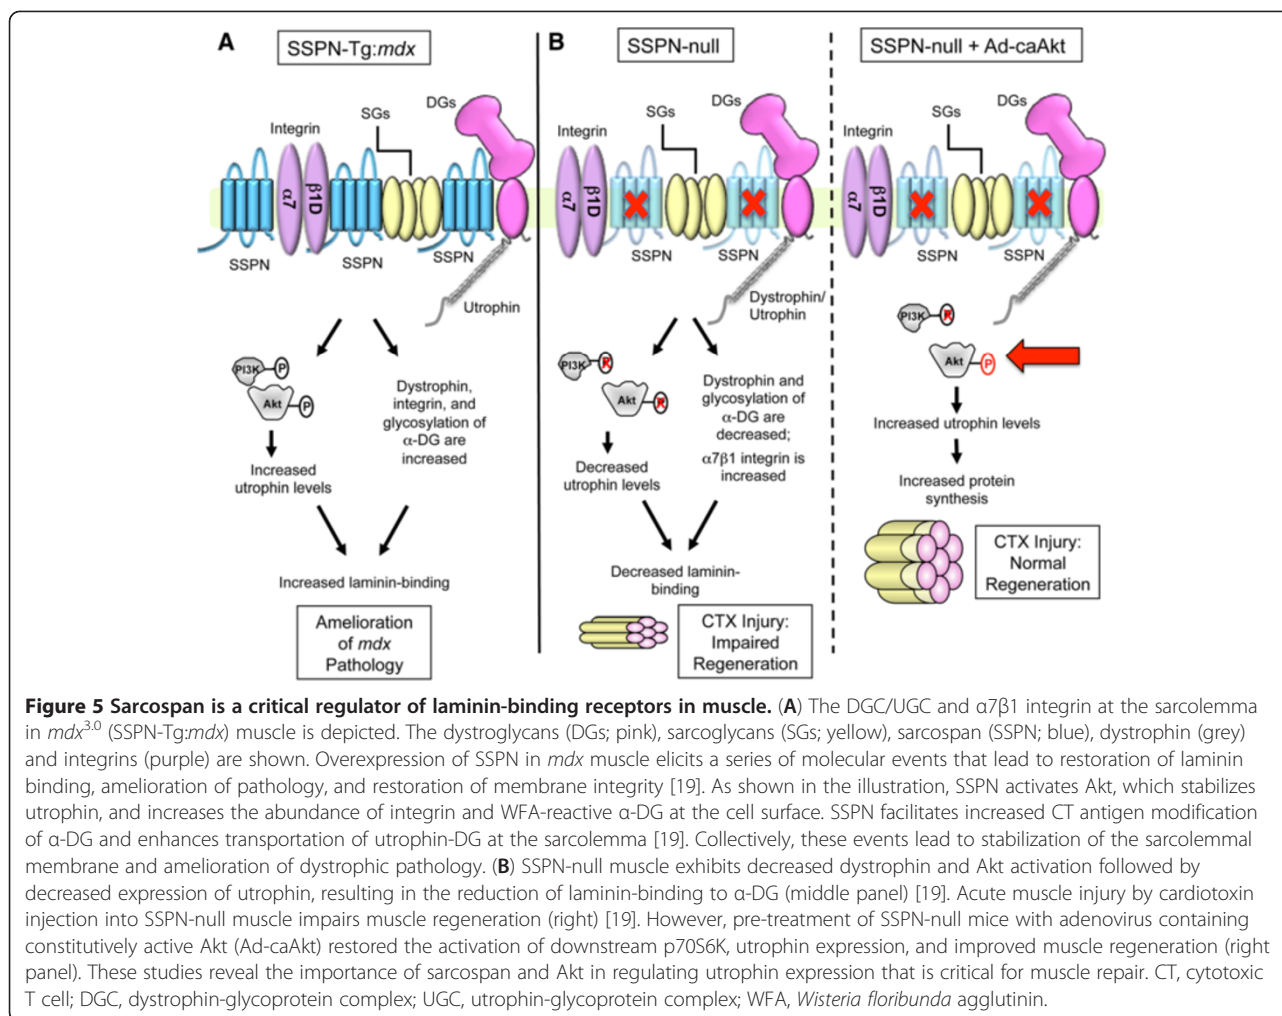 A
SSPN-Tg:mdx
DGs
SGs
Integrin
α7
β1D
SSPN
SSPN
SSPN
Utrophin
PI3K
P
Akt
P
Dystrophin,
integrin, and
glycosylation of
α-DG are
increased
Increased
utrophin levels
Increased laminin-binding
Amelioration
of mdx
Pathology
B
SSPN-null
DGs
SGs
Integrin
α7
β1D
SSPN
SSPN
Dystrophin/
Utrophin
PI3K
P
Akt
P
Dystrophin and
glycosylation of
α-DG are
decreased;
α7β1 integrin is
increased
Decreased
utrophin levels
Decreased laminin-
binding
CTX Injury:
Impaired
Regeneration
SSPN-null + Ad-caAkt
DGs
SGs
Integrin
α7
β1D
SSPN
SSPN
PI3K
P
Akt
P
Increased utrophin levels
Increased protein
synthesis
CTX Injury:
Normal
Regeneration
Figure 5 Sarcospan is a critical regulator of laminin-binding receptors in muscle. (A) The DGC/UGC and α7β1 integrin at the sarcolemma
in mdx3.0 (SSPN-Tg:mdx) muscle is depicted. The dystroglycans (DGs; pink), sarcoglycans (SGs; yellow), sarcospan (SSPN; blue), dystrophin (grey)
and integrins (purple) are shown. Overexpression of SSPN in mdx muscle elicits a series of molecular events that lead to restoration of laminin
binding, amelioration of pathology, and restoration of membrane integrity [19]. As shown in the illustration, SSPN activates Akt, which stabilizes
utrophin, and increases the abundance of integrin and WFA-reactive α-DG at the cell surface. SSPN facilitates increased CT antigen modification
of α-DG and enhances transportation of utrophin-DG at the sarcolemma [19]. Collectively, these events lead to stabilization of the sarcolemmal
membrane and amelioration of dystrophic pathology. (B) SSPN-null muscle exhibits decreased dystrophin and Akt activation followed by
decreased expression of utrophin, resulting in the reduction of laminin-binding to α-DG (middle panel) [19]. Acute muscle injury by cardiotoxin
injection into SSPN-null muscle impairs muscle regeneration (right) [19]. However, pre-treatment of SSPN-null mice with adenovirus containing
constitutively active Akt (Ad-caAkt) restored the activation of downstream p70S6K, utrophin expression, and improved muscle regeneration (right
panel). These studies reveal the importance of sarcospan and Akt in regulating utrophin expression that is critical for muscle repair. CT, cytotoxic
T cell; DGC, dystrophin-glycoprotein complex; UGC, utrophin-glycoprotein complex; WFA, Wisteria floribunda agglutinin.